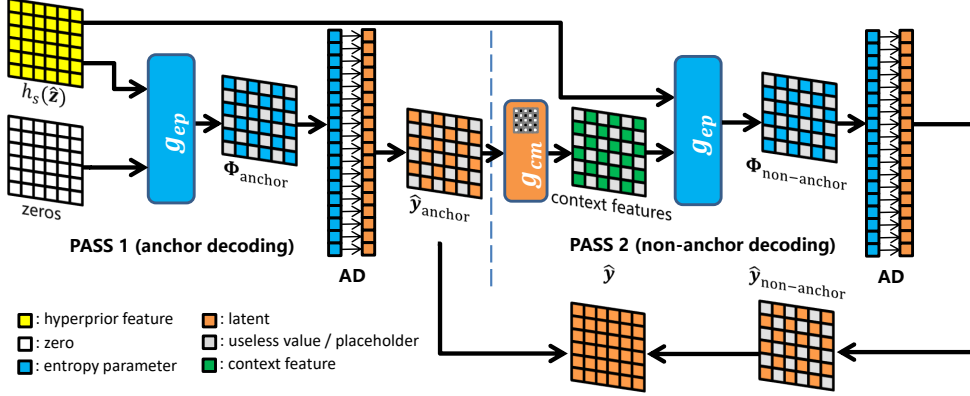 h_s(ẑ)
zeros
g_ep
Φ_anchor
PASS 1 (anchor decoding)
AD
ŷ_anchor
g_cm
context features
g_ep
Φ_non-anchor
PASS 2 (non-anchor decoding)
AD
ŷ
ŷ_non−anchor
: hyperprior feature
: zero
: entropy parameter
: latent
: useless value / placeholder
: context feature